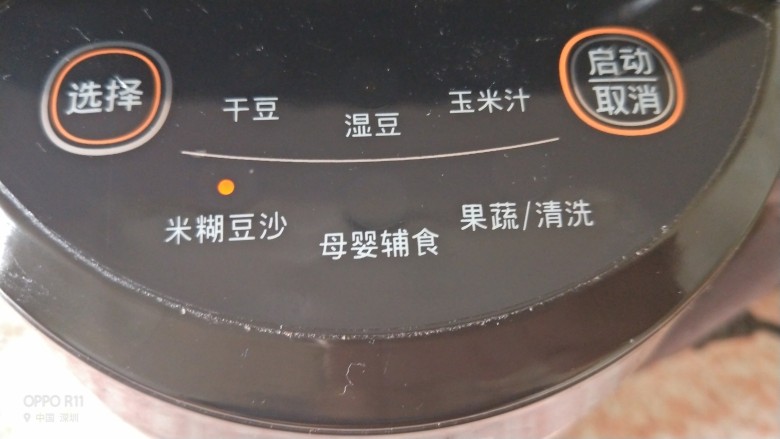 选择
干豆
湿豆
玉米汁
启动
取消
米糊豆沙
母婴辅食
果蔬/清洗
OPPO R11
中国 深圳